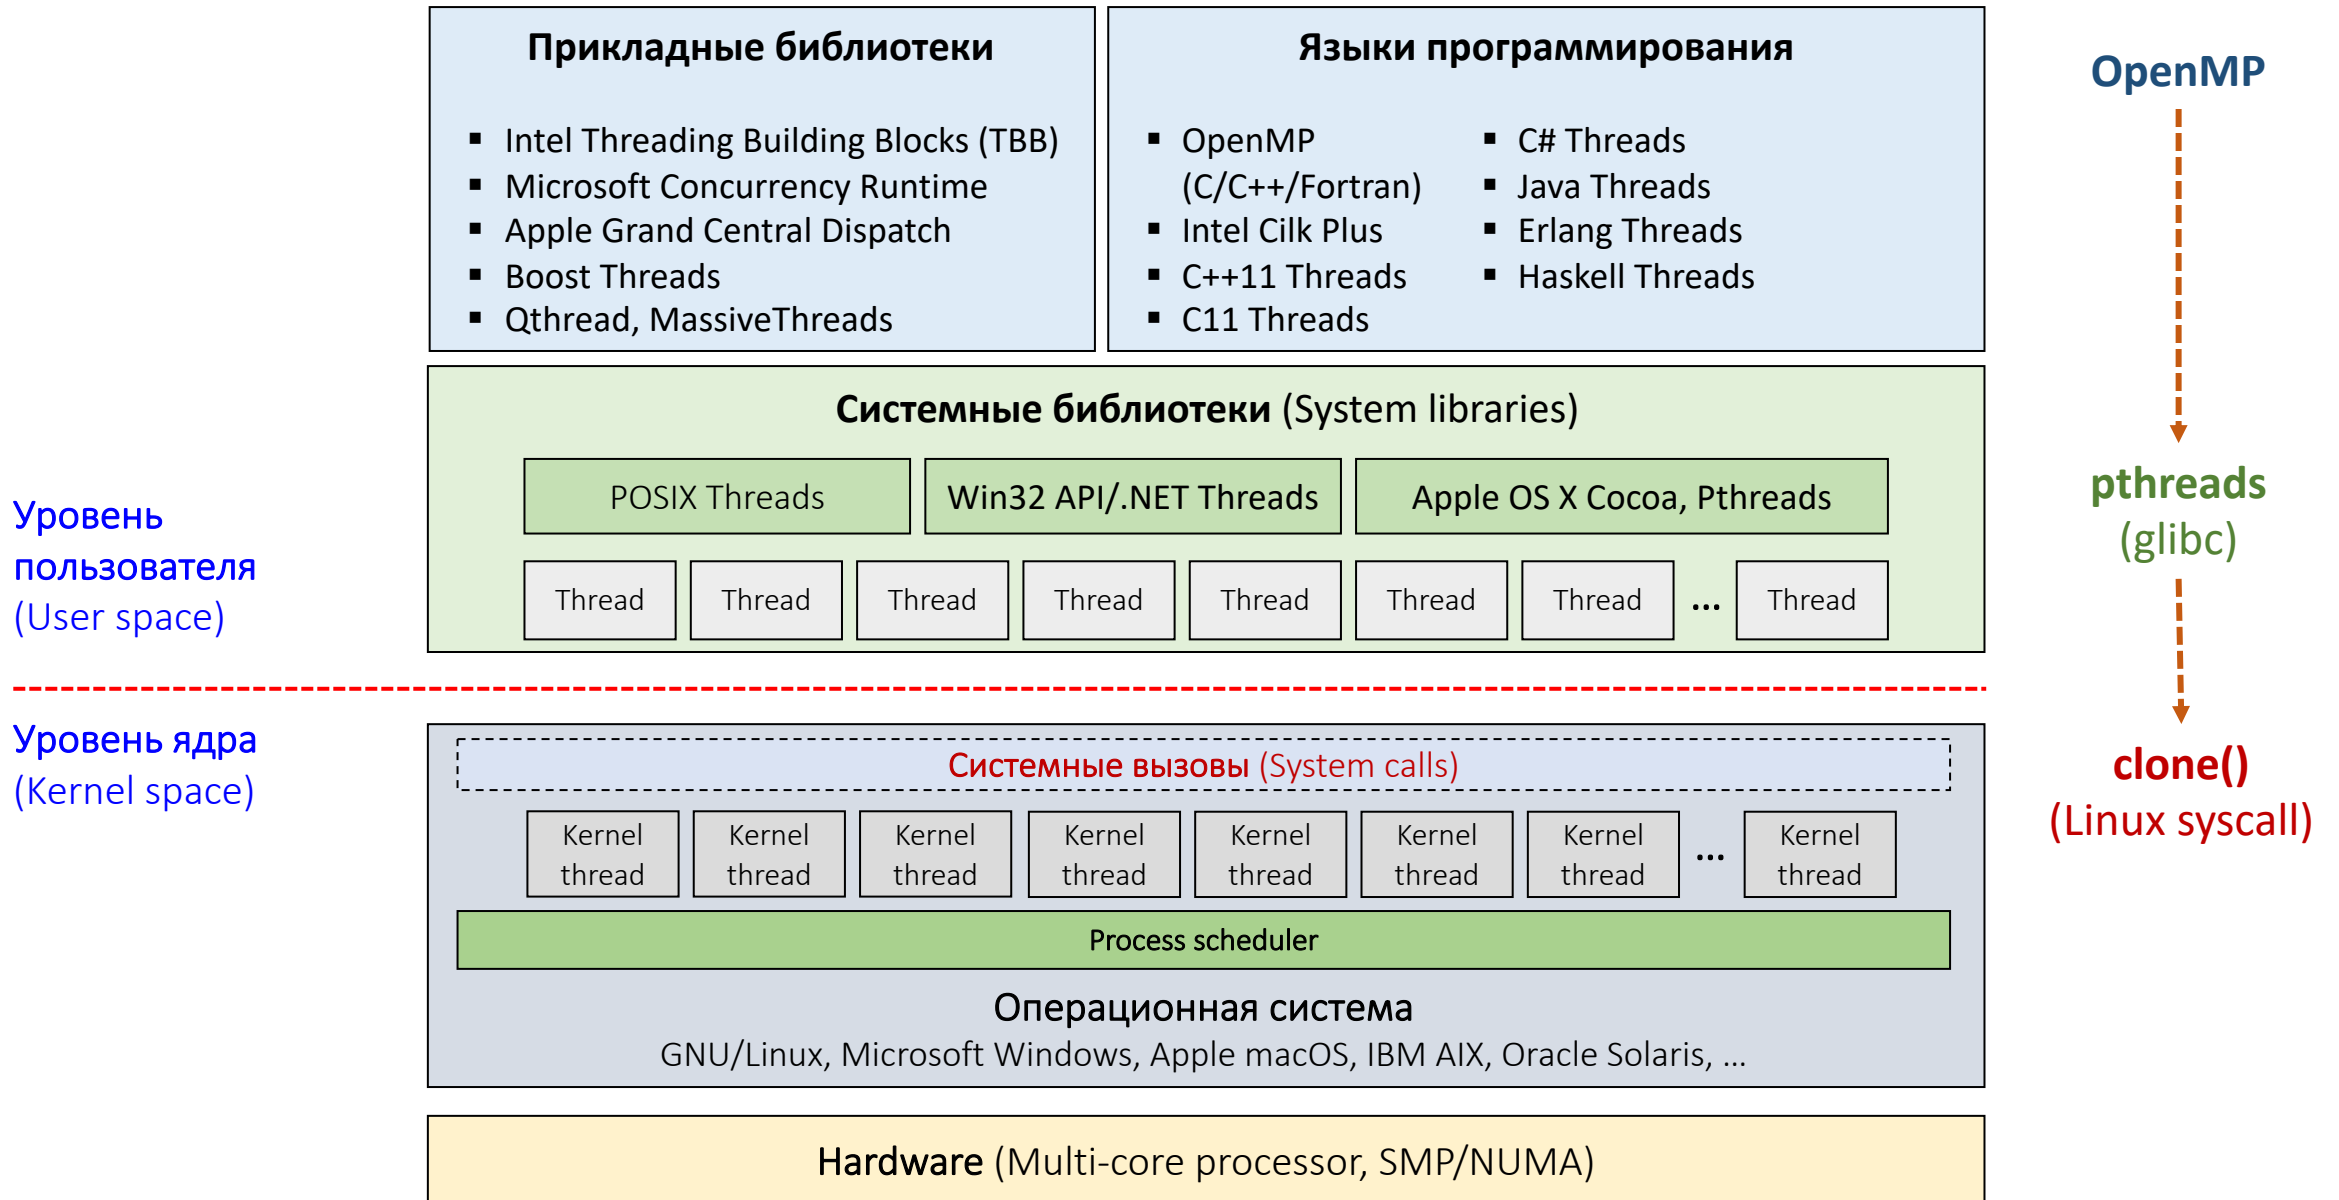 Прикладные библиотеки
▪ Intel Threading Building Blocks (TBB)
▪ Microsoft Concurrency Runtime
▪ Apple Grand Central Dispatch
▪ Boost Threads
▪ Qthread, MassiveThreads
Языки программирования
▪ OpenMP
(C/C++/Fortran)
▪ Intel Cilk Plus
▪ C++11 Threads
▪ C11 Threads
▪ C# Threads
▪ Java Threads
▪ Erlang Threads
▪ Haskell Threads
OpenMP
Системные библиотеки (System libraries)
POSIX Threads
Win32 API/.NET Threads
Apple OS X Cocoa, Pthreads
Thread Thread Thread Thread Thread Thread Thread ... Thread
Уровень
пользователя
(User space)
pthreads
(glibc)
Уровень ядра
(Kernel space)
Системные вызовы (System calls)
Kernel
thread
Kernel
thread
Kernel
thread
Kernel
thread
Kernel
thread
Kernel
thread
Kernel
thread
...
Kernel
thread
Process scheduler
Операционная система
GNU/Linux, Microsoft Windows, Apple macOS, IBM AIX, Oracle Solaris, ...
clone()
(Linux syscall)
Hardware (Multi-core processor, SMP/NUMA)